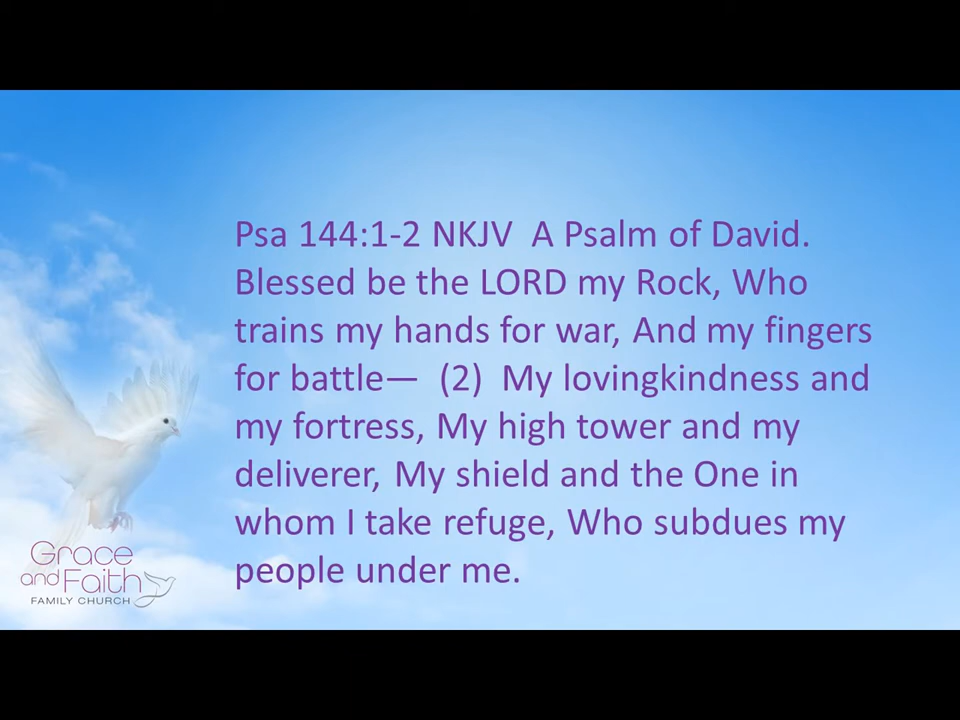 Psa 144:1-2 NKJV  A Psalm of David.
Blessed be the LORD my Rock, Who
trains my hands for war, And my fingers
for battle—  (2)  My lovingkindness and
my fortress, My high tower and my
deliverer, My shield and the One in
whom I take refuge, Who subdues my
people under me.
Grace
and Faith
FAMILY CHURCH